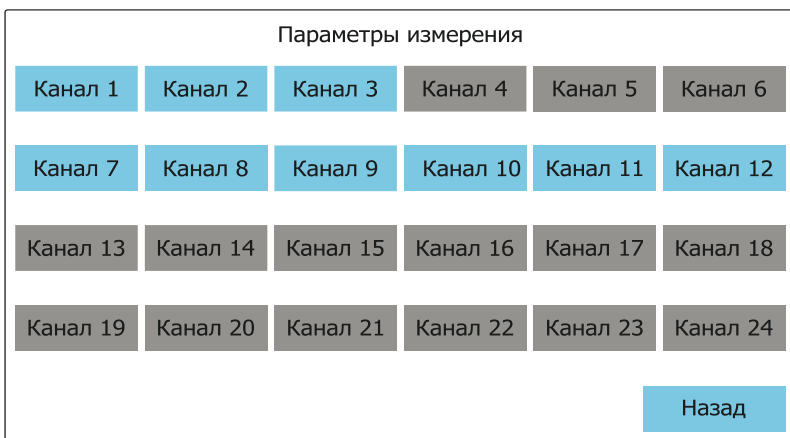 Параметры измерения
Канал 1 Канал 2 Канал 3 Канал 4 Канал 5 Канал 6
Канал 7 Канал 8 Канал 9 Канал 10 Канал 11 Канал 12
Канал 13 Канал 14 Канал 15 Канал 16 Канал 17 Канал 18
Канал 19 Канал 20 Канал 21 Канал 22 Канал 23 Канал 24
Назад